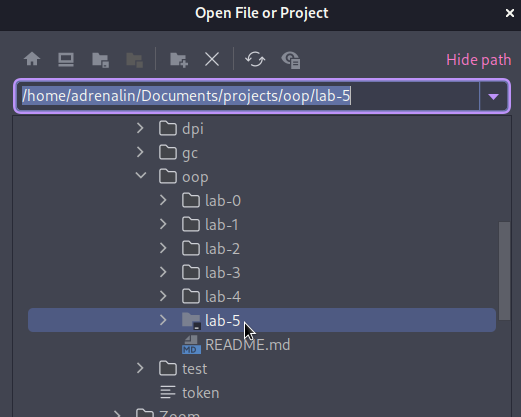 Open File or Project
Hide path
/home/adrenalin/Documents/projects/oop/lab-5
dpi
gc
oop
lab-0
lab-1
lab-2
lab-3
lab-4
lab-5
MD README.md
test
token
Zoom